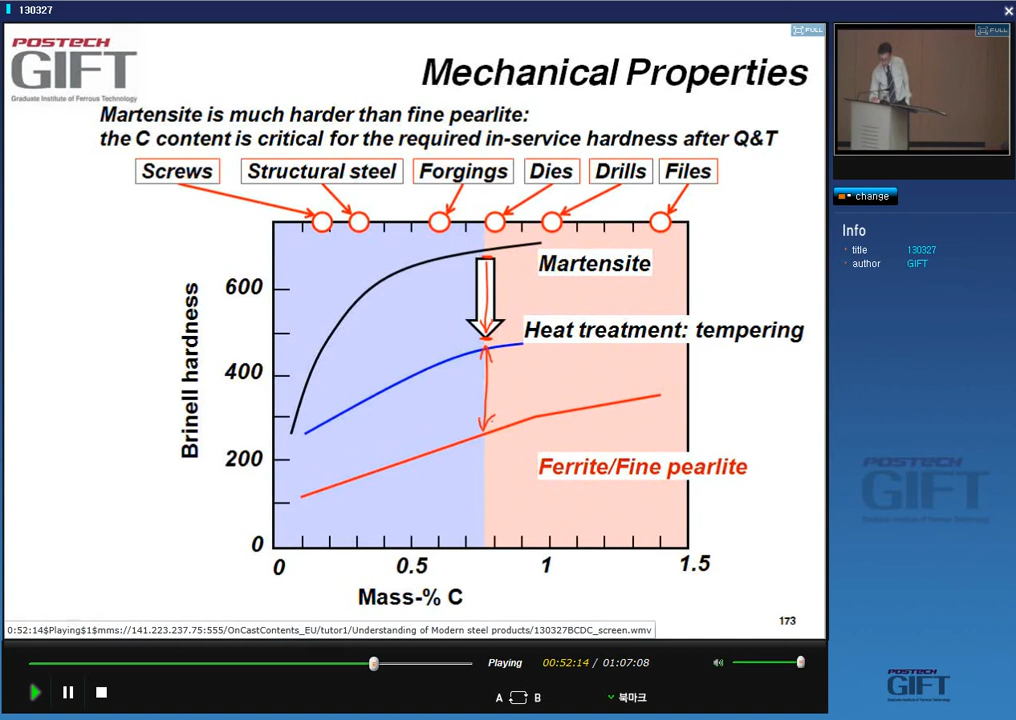 130327
POSTECH
GIFT
Graduate Institute of Ferrous Technology
FULL
Mechanical Properties
Martensite is much harder than fine pearlite:
the C content is critical for the required in-service hardness after Q&T
Screws
Structural steel
Forgings
Dies
Drills
Files
Martensite
Heat treatment: tempering
Ferrite/Fine pearlite
Brinell hardness
600
400
200
0
0
0.5
1
1.5
Mass-% C
173
0:52:14$Playing$1$mms://141.223.237.75:555/OnCastContents_EU/tutor1/Understanding of Modern steel products/130327BCDC_screen.wmv
Playing
00:52:14 / 01:07:08
A
B
북마크
FULL
change
Info
title 130327
author GIFT
POSTECH
GIFT
POSTECH
GIFT